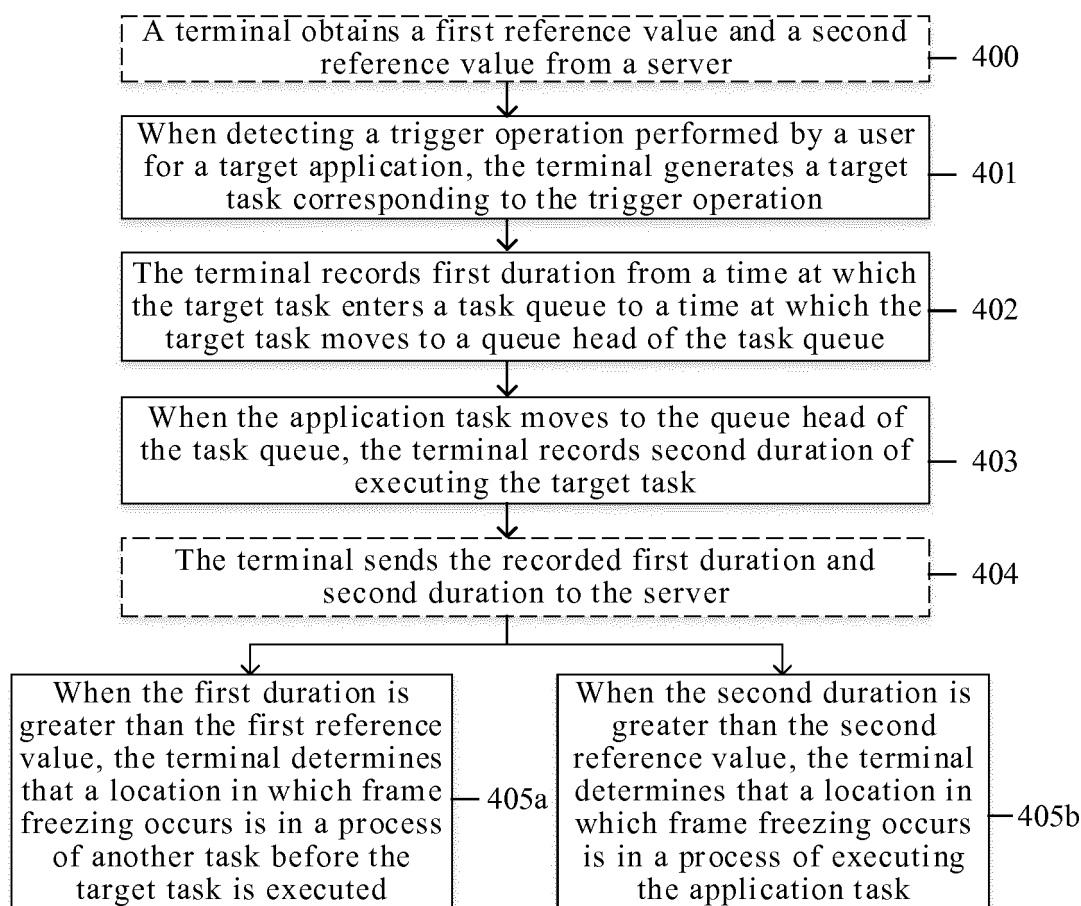 A terminal obtains a first reference value and a second
reference value from a server
400
When detecting a trigger operation performed by a user
for a target application, the terminal generates a target
task corresponding to the trigger operation
401
The terminal records first duration from a time at which
the target task enters a task queue to a time at which the
target task moves to a queue head of the task queue
402
When the application task moves to the queue head of
the task queue, the terminal records second duration of
executing the target task
403
The terminal sends the recorded first duration and
second duration to the server
404
When the first duration is
greater than the first reference
value, the terminal determines
that a location in which frame
freezing occurs is in a process
of another task before the
target task is executed
405a
When the second duration is
greater than the second
reference value, the terminal
determines that a location in
which frame freezing occurs
is in a process of executing
the application task
405b